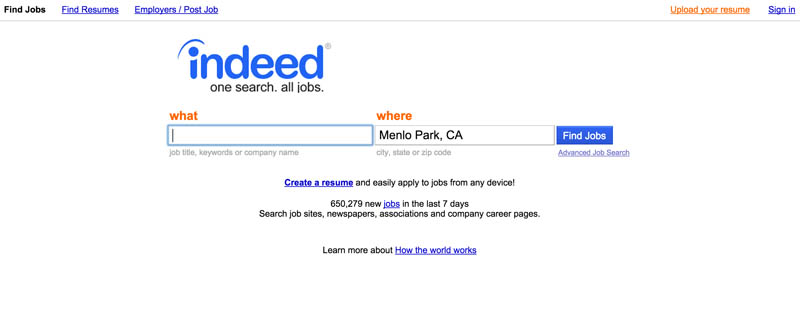 Find Jobs Find Resumes Employers / Post Job Upload your resume Sign in
indeed®
one search. all jobs.
what where
Menlo Park, CA Find Jobs
job title, keywords or company name city, state or zip code Advanced Job Search
Create a resume and easily apply to jobs from any device!
650,279 new jobs in the last 7 days
Search job sites, newspapers, associations and company career pages.
Learn more about How the world works